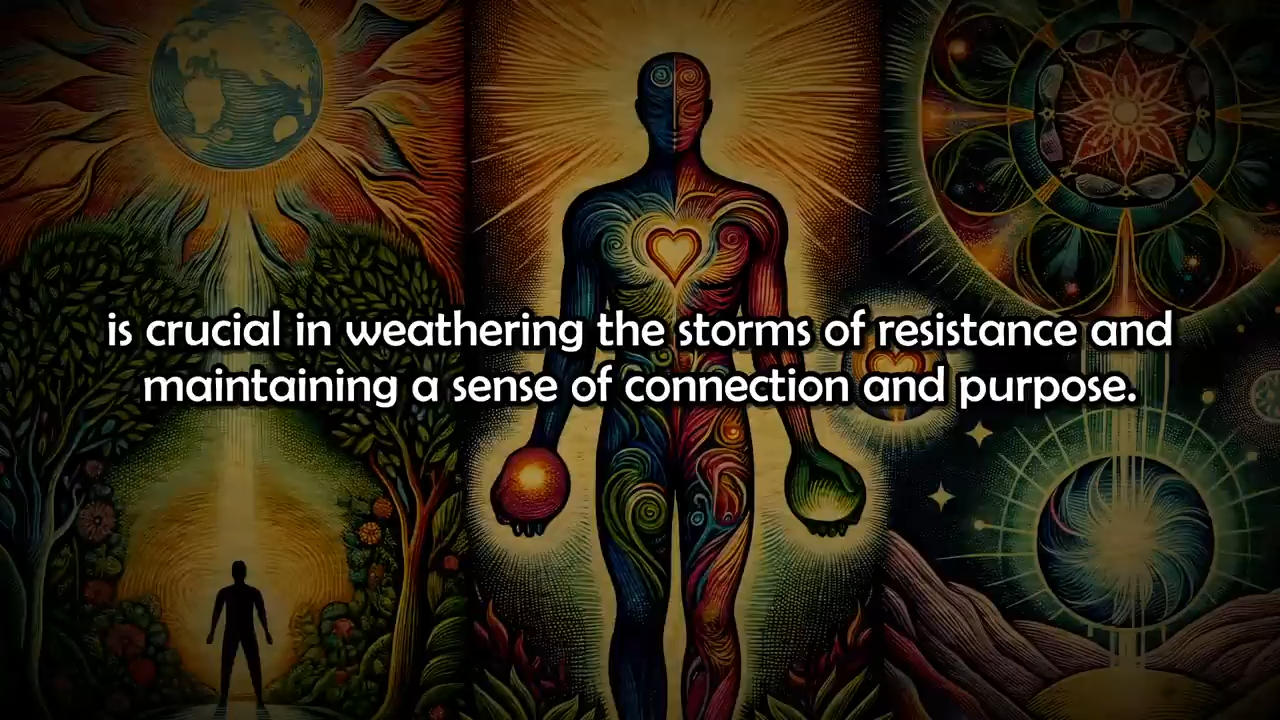 is crucial in weathering the storms of resistance and
maintaining a sense of connection and purpose.